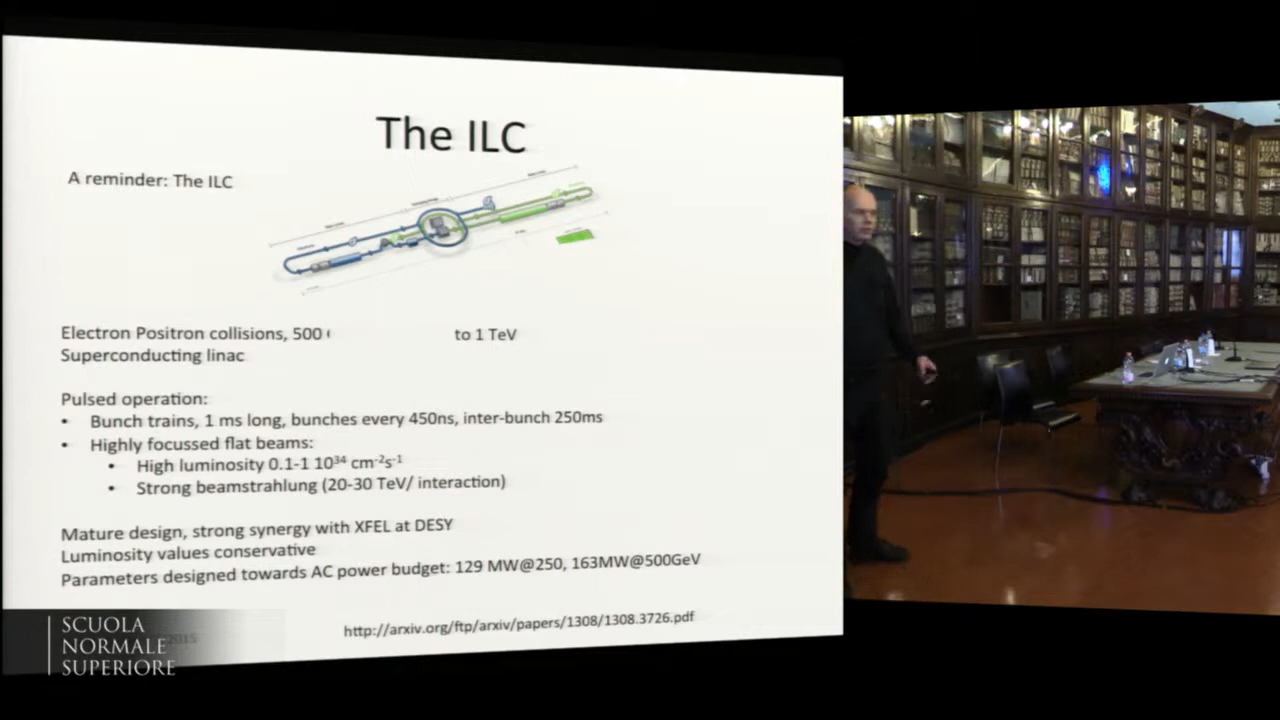 The ILC
A reminder: The ILC
Electron Positron collisions, 500
to 1 TeV
Superconducting linac
Pulsed operation:
• Bunch trains, 1 ms long, bunches every 450ns, inter-bunch 250ms
• Highly focussed flat beams:
• High luminosity 0.1-1 10³⁴ cm⁻²s⁻¹
• Strong beamstrahlung (20-30 TeV/ interaction)
Mature design, strong synergy with XFEL at DESY
Luminosity values conservative
Parameters designed towards AC power budget: 129 MW@250, 163MW@500GeV
http://arxiv.org/ftp/arxiv/papers/1308/1308.3726.pdf
2015
SCUOLA
NORMALE
SUPERIORE